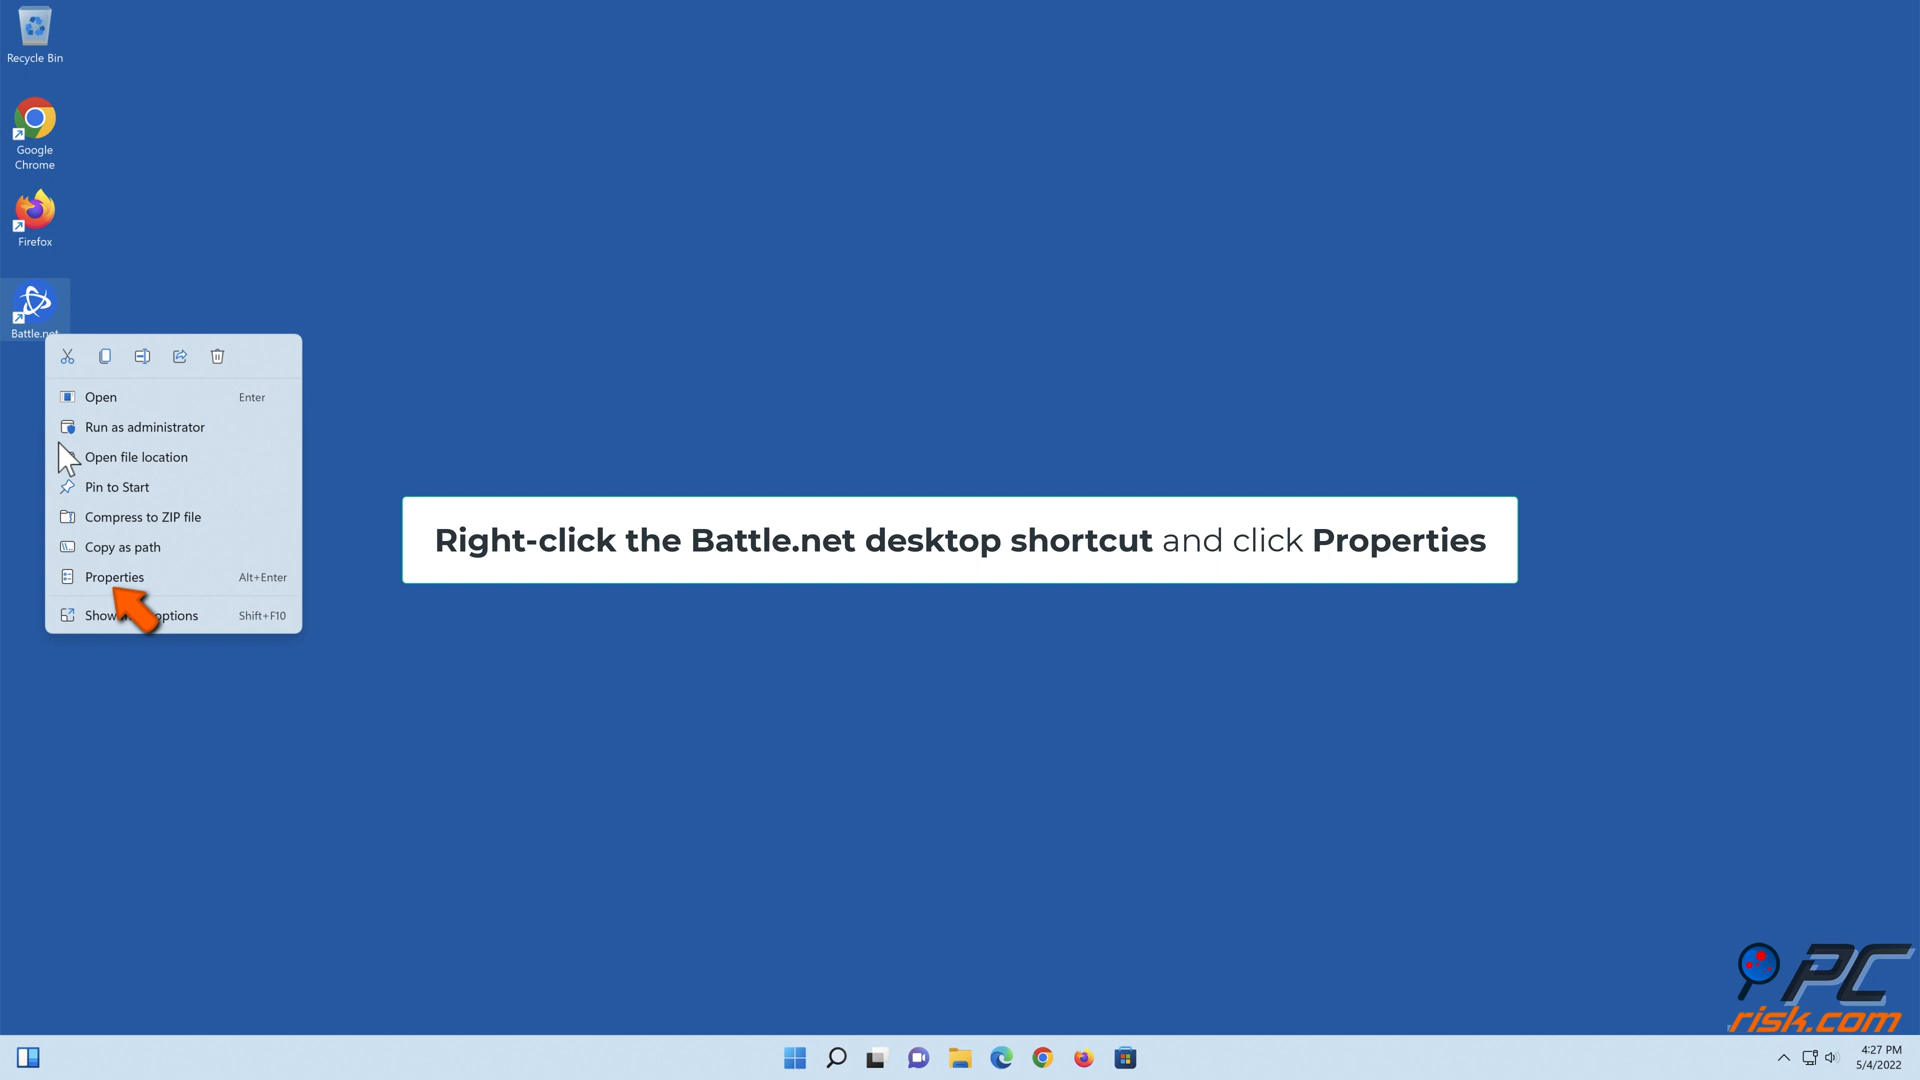 Recycle Bin
Google
Chrome
Firefox
Battle.net
Open Enter
Run as administrator
Open file location
Pin to Start
Compress to ZIP file
Copy as path
Properties Alt+Enter
Show options Shift+F10
Right-click the Battle.net desktop shortcut and click Properties
PC
risk.com
4:27 PM
5/4/2022